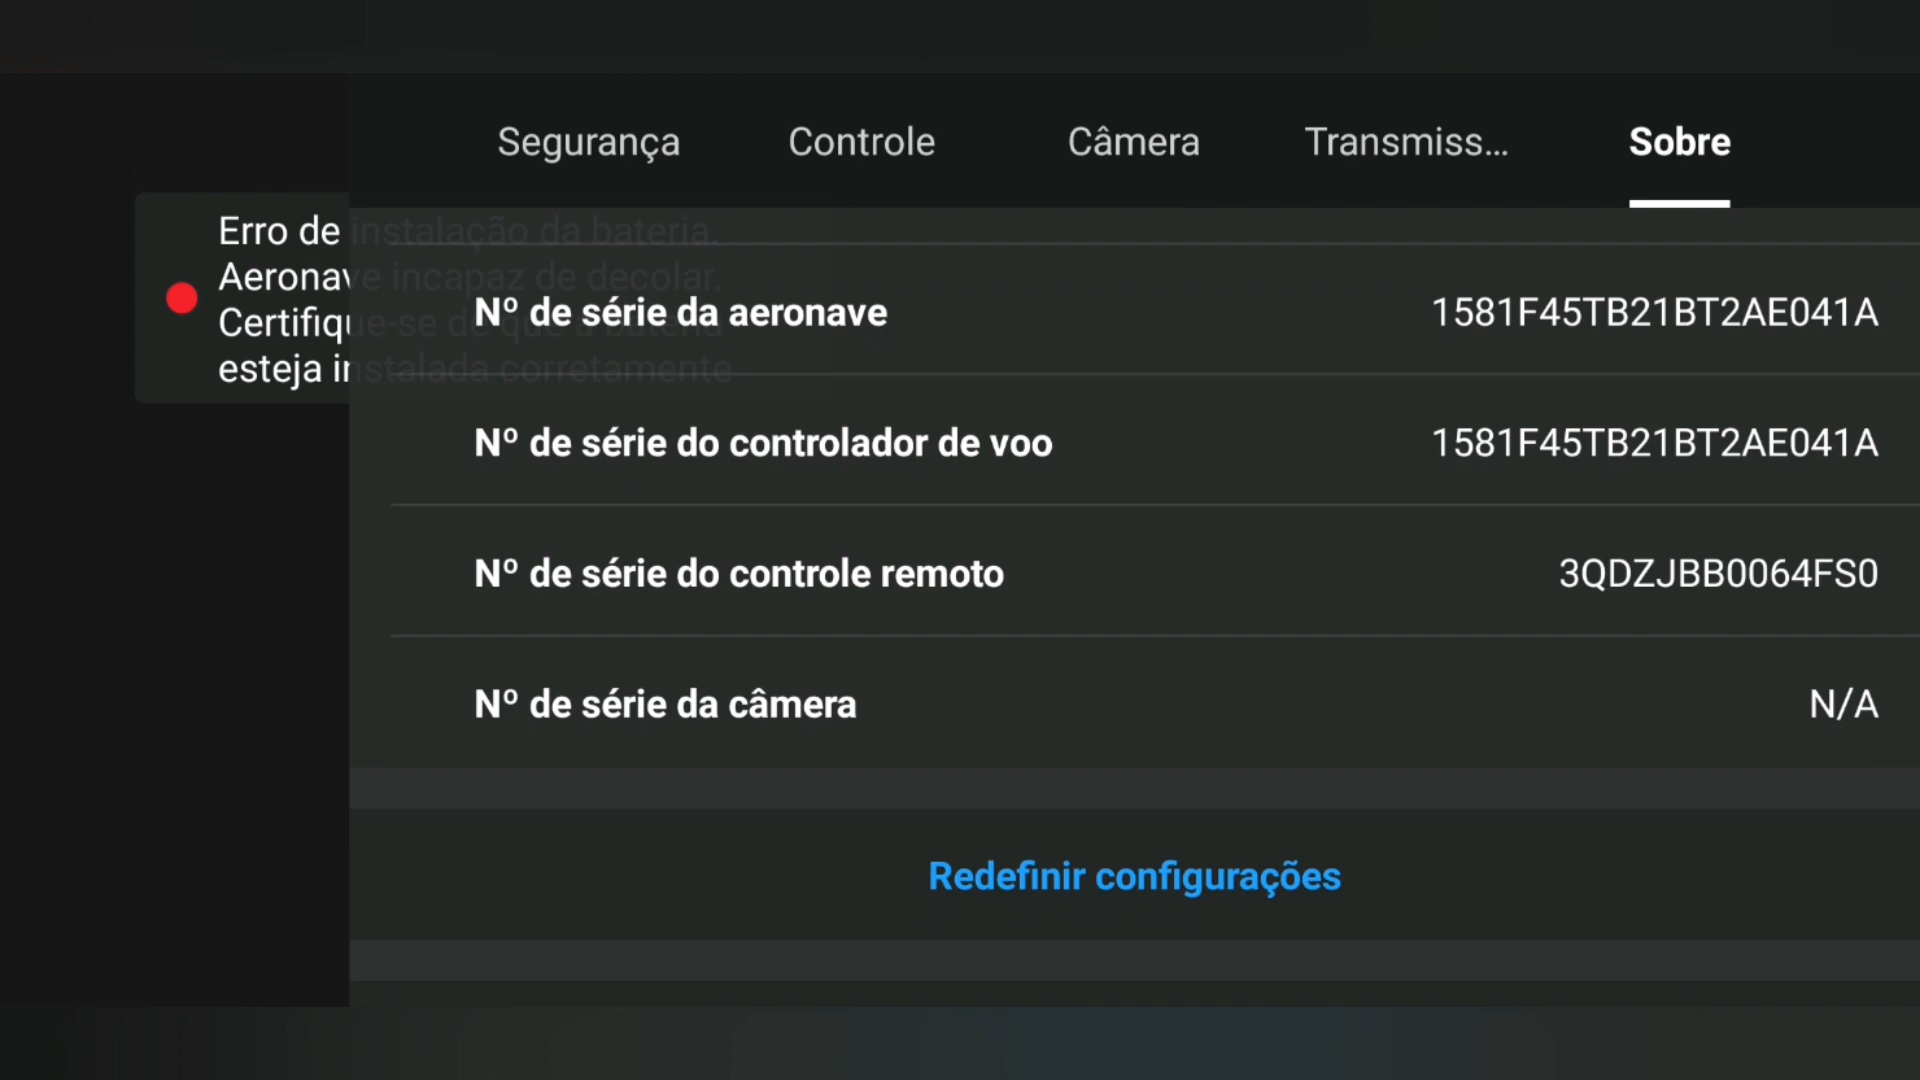 Segurança Controle Câmera Transmiss... Sobre
Erro de instalação da bateria.
Aeronave incapaz de decolar.
Certifique-se de que a bateria
esteja instalada corretamente
Nº de série da aeronave 1581F45TB21BT2AE041A
Nº de série do controlador de voo 1581F45TB21BT2AE041A
Nº de série do controle remoto 3QDZJBB0064FS0
Nº de série da câmera N/A
Redefinir configurações